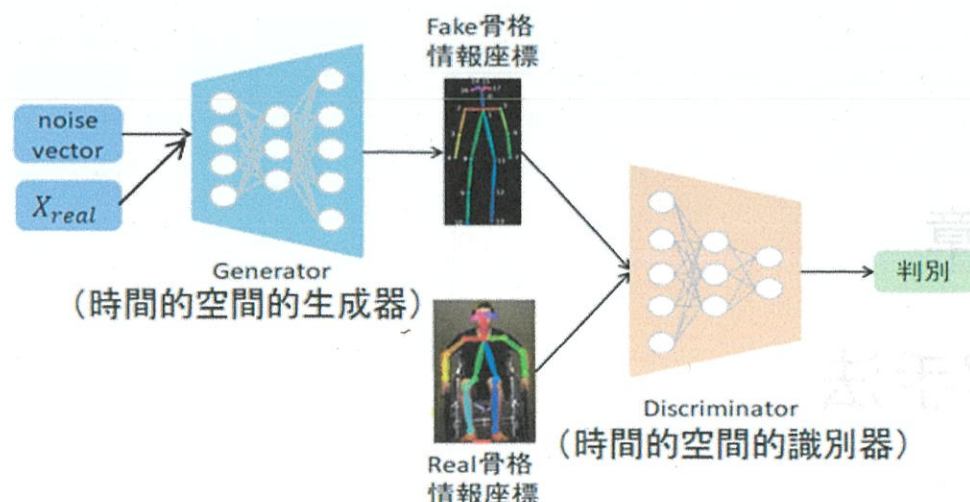 Fake骨格
情報座標
noise
vector
X_real
Generator
（時間的空間的生成器）
判別
Discriminator
（時間的空間的識別器）
Real骨格
情報座標